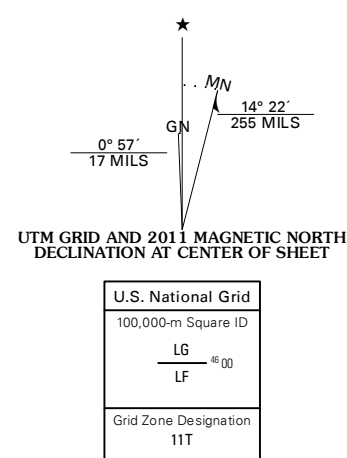 ★
MN
GN
14° 22´
255 MILS
0° 57´
17 MILS
UTM GRID AND 2011 MAGNETIC NORTH
DECLINATION AT CENTER OF SHEET
U.S. National Grid
100,000-m Square ID
LG
46 00
LF
Grid Zone Designation
11T